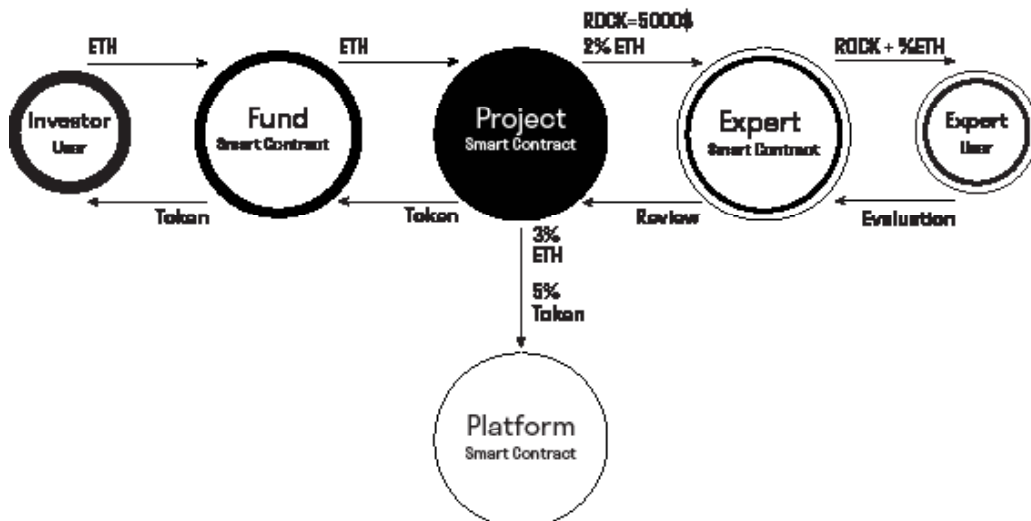 ETH
ETH
ROCK=5000$
2% ETH
ROCK + %ETH
Investor
User
Fund
Smart Contract
Project
Smart Contract
Expert
Smart Contract
Expert
User
Token
Token
Review
Evaluation
3%
ETH
5%
Token
Platform
Smart Contract